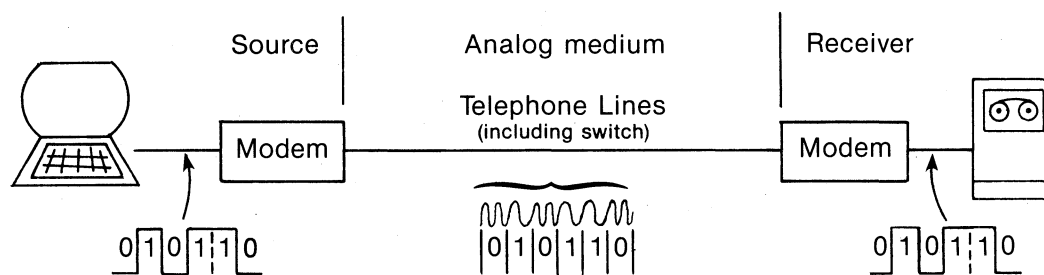 Source
Analog medium
Receiver
Telephone Lines
(including switch)
Modem
Modem
0 1 0 1 1 0
0 1 0 1 1 0
0 1 0 1 1 0